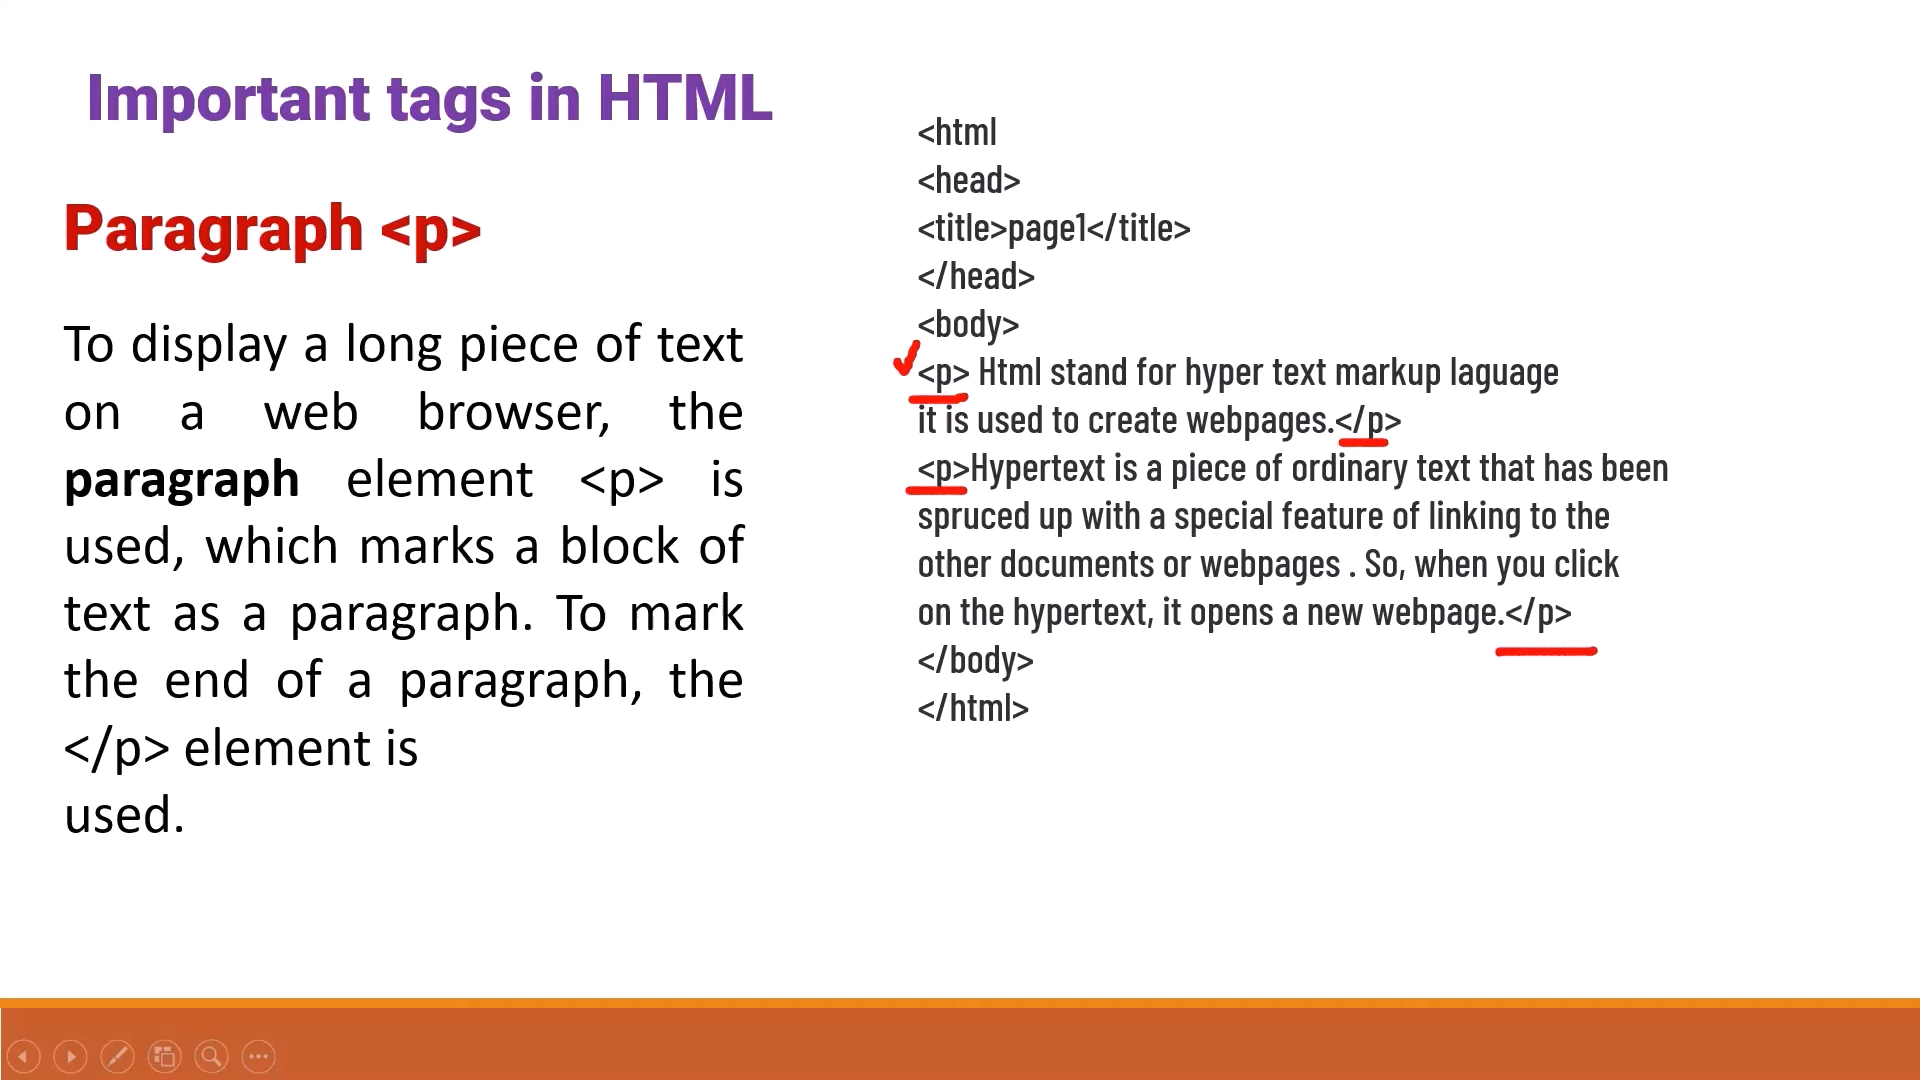 Important tags in HTML
Paragraph <p>
To display a long piece of text
on a web browser, the
paragraph element <p> is
used, which marks a block of
text as a paragraph. To mark
the end of a paragraph, the
</p> element is
used.
<html
<head>
<title>page1</title>
</head>
<body>
<p> Html stand for hyper text markup laguage
it is used to create webpages.</p>
<p>Hypertext is a piece of ordinary text that has been
spruced up with a special feature of linking to the
other documents or webpages . So, when you click
on the hypertext, it opens a new webpage.</p>
</body>
</html>